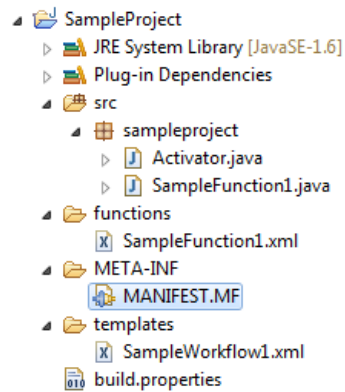 SampleProject
JRE System Library [JavaSE-1.6]
Plug-in Dependencies
src
sampleproject
Activator.java
SampleFunction1.java
functions
SampleFunction1.xml
META-INF
MANIFEST.MF
templates
SampleWorkflow1.xml
build.properties